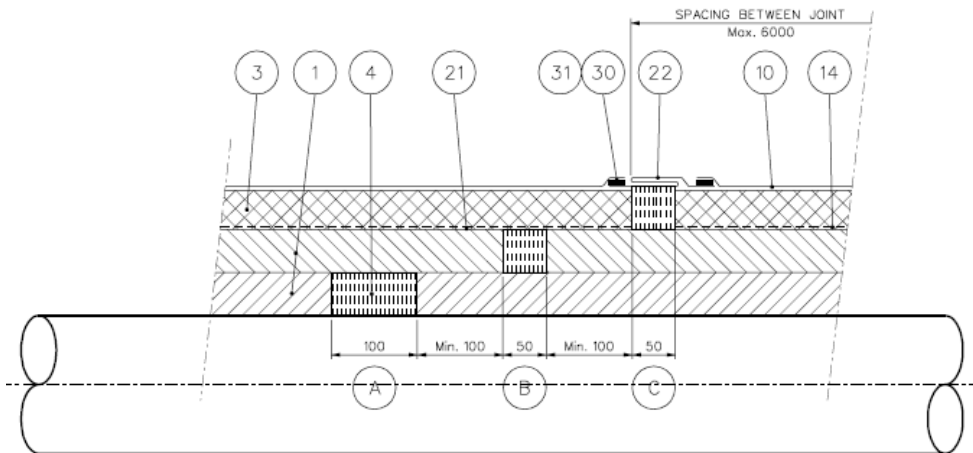 SPACING BETWEEN JOINT
Max. 6000
3 1 4 21 31 30 22 10 14
100 Min. 100 50 Min. 100 50
A B C